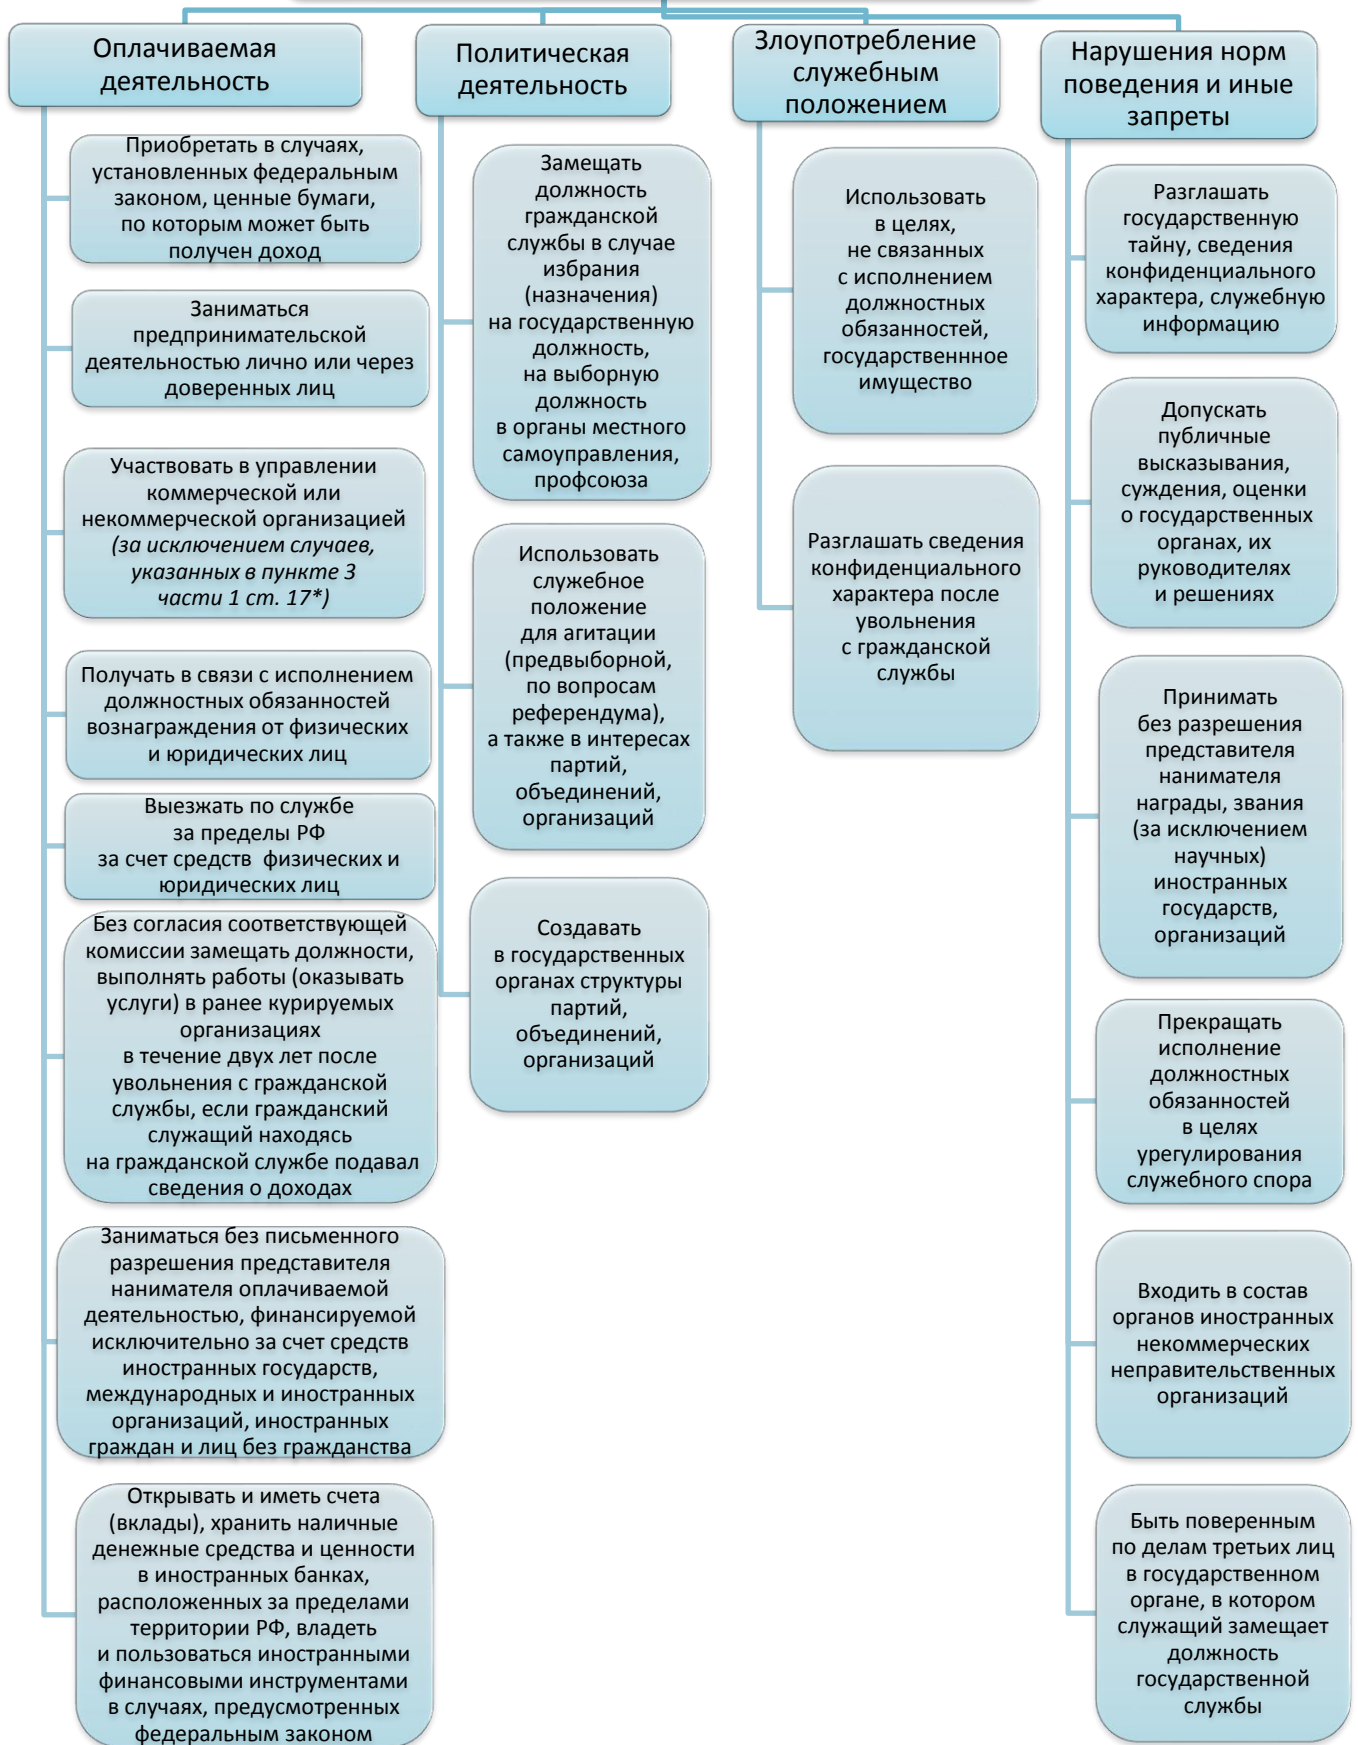 Оплачиваемая
деятельность
Приобретать в случаях,
установленных федеральным
законом, ценные бумаги,
по которым может быть
получен доход
Заниматься
предпринимательской
деятельностью лично или через
доверенных лиц
Участвовать в управлении
коммерческой или
некоммерческой организацией
(за исключением случаев,
указанных в пункте 3
части 1 ст. 17*)
Получать в связи с исполнением
должностных обязанностей
вознаграждения от физических
и юридических лиц
Выезжать по службе
за пределы РФ
за счет средств физических и
юридических лиц
Без согласия соответствующей
комиссии замещать должности,
выполнять работы (оказывать
услуги) в ранее курируемых
организациях
в течение двух лет после
увольнения с гражданской
службы, если гражданский
служащий находясь
на гражданской службе подавал
сведения о доходах
Заниматься без письменного
разрешения представителя
нанимателя оплачиваемой
деятельностью, финансируемой
исключительно за счет средств
иностранных государств,
международных и иностранных
организаций, иностранных
граждан и лиц без гражданства
Открывать и иметь счета
(вклады), хранить наличные
денежные средства и ценности
в иностранных банках,
расположенных за пределами
территории РФ, владеть
и пользоваться иностранными
финансовыми инструментами
в случаях, предусмотренных
федеральным законом
Политическая
деятельность
Замещать
должность
гражданской
службы в случае
избрания
(назначения)
на государственную
должность,
на выборную
должность
в органы местного
самоуправления,
профсоюза
Использовать
служебное
положение
для агитации
(предвыборной,
по вопросам
референдума),
а также в интересах
партий,
объединений,
организаций
Создавать
в государственных
органах структуры
партий,
объединений,
организаций
Злоупотребление
служебным
положением
Использовать
в целях,
не связанных
с исполнением
должностных
обязанностей,
государственнное
имущество
Разглашать сведения
конфиденциального
характера после
увольнения
с гражданской
службы
Нарушения норм
поведения и иные
запреты
Разглашать
государственную
тайну, сведения
конфиденциального
характера, служебную
информацию
Допускать
публичные
высказывания,
суждения, оценки
о государственных
органах, их
руководителях
и решениях
Принимать
без разрешения
представителя
нанимателя
награды, звания
(за исключением
научных)
иностранных
государств,
организаций
Прекращать
исполнение
должностных
обязанностей
в целях
урегулирования
служебного спора
Входить в состав
органов иностранных
некоммерческих
неправительственных
организаций
Быть поверенным
по делам третьих лиц
в государственном
органе, в котором
служащий замещает
должность
государственной
службы